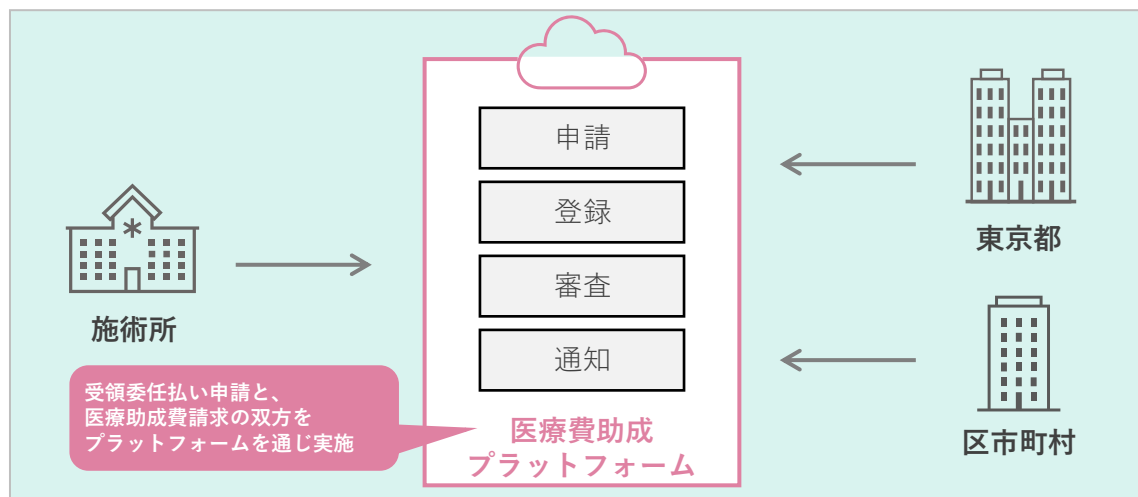 申請
登録
審査
通知
医療費助成
プラットフォーム
施術所
受領委任払い申請と、
医療助成費請求の双方を
プラットフォームを通じ実施
東京都
区市町村